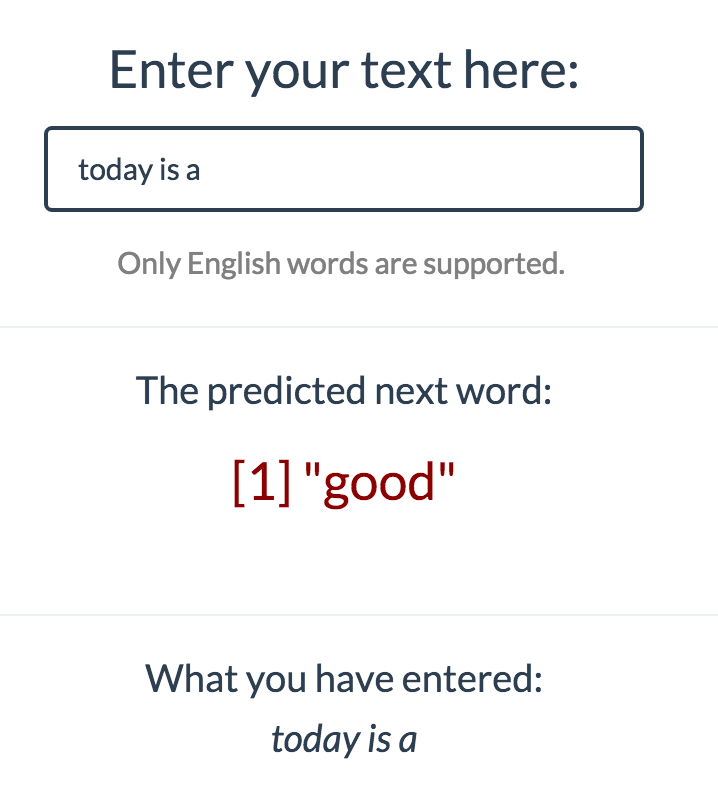 Enter your text here:
today is a
Only English words are supported.
The predicted next word:
[1] "good"
What you have entered:
today is a